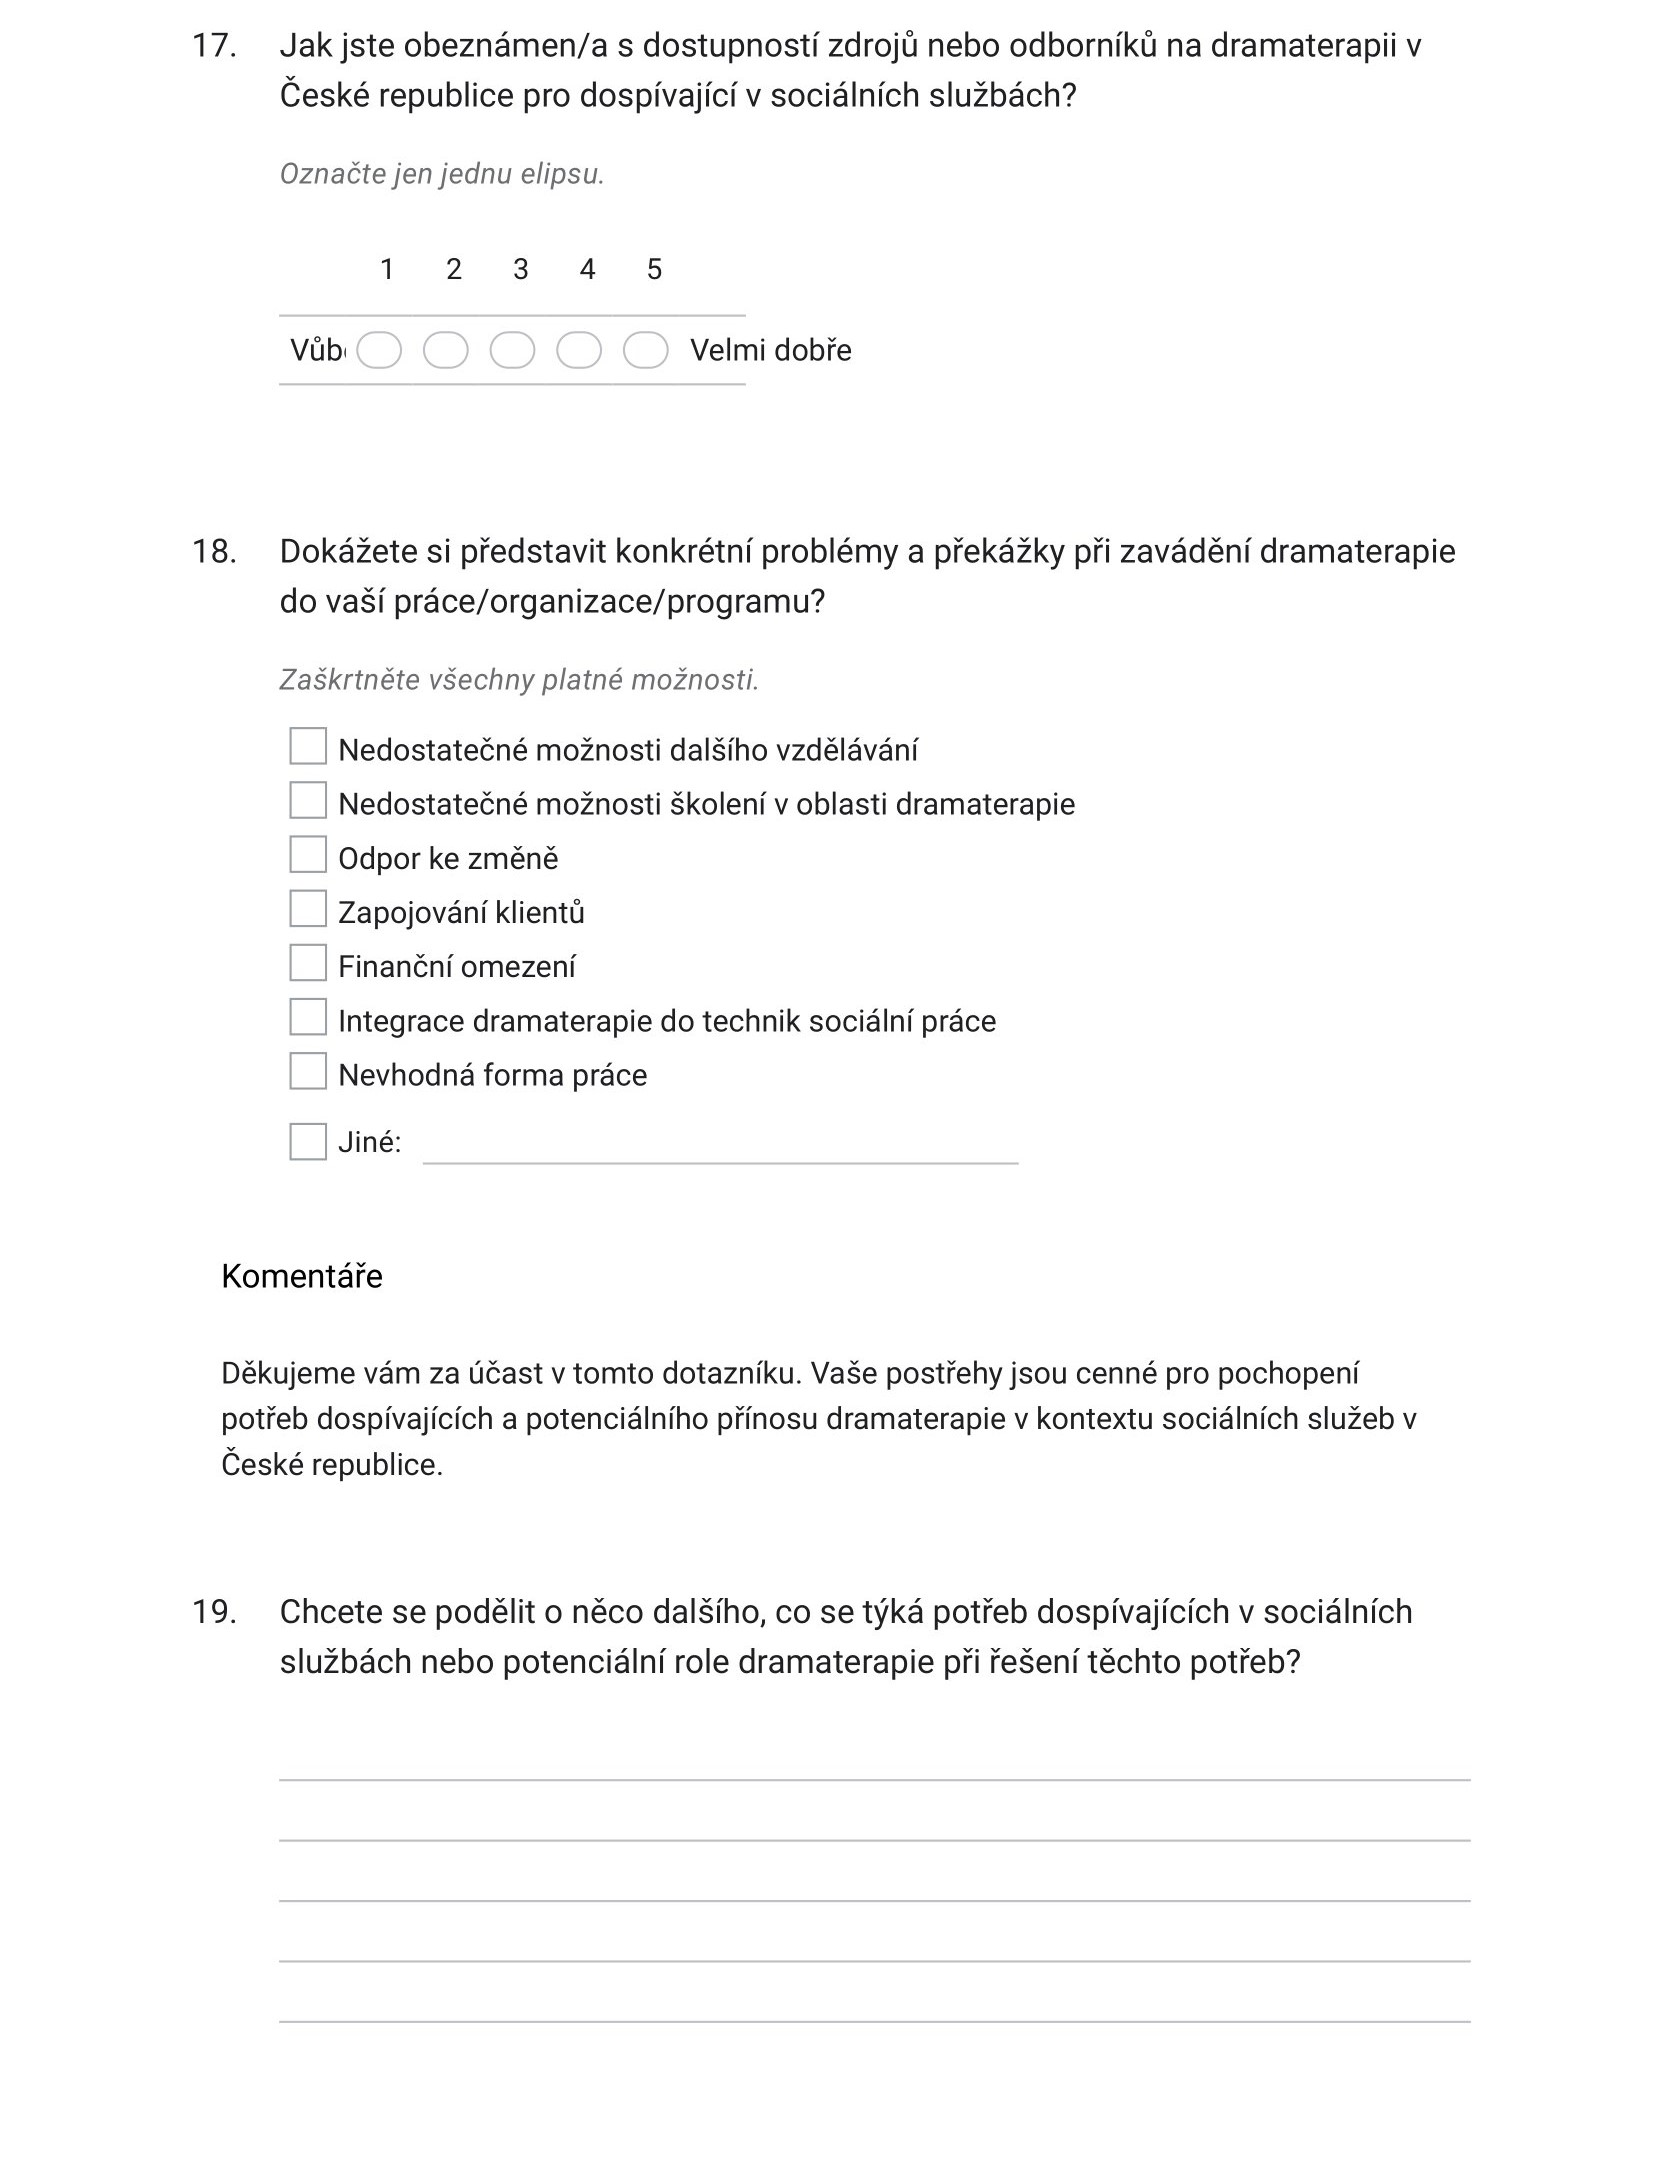 17. Jak jste obeznámen/a s dostupností zdrojů nebo odborníků na dramaterapii v
České republice pro dospívající v sociálních službách?
Označte jen jednu elipsu.
1 2 3 4 5
Velmi dobře
18. Dokážete si představit konkrétní problémy a překážky při zavádění dramaterapie
do vaší práce/organizace/programu?
Zaškrtněte všechny platné možnosti.
Nedostatečné možnosti dalšího vzdělávání
Nedostatečné možnosti školení v oblasti dramaterapie
Odpor ke změně
Zapojování klientů
Finanční omezení
Integrace dramaterapie do technik sociální práce
Nevhodná forma práce
Jiné:
Komentáře
Děkujeme vám za účast v tomto dotazníku. Vaše postřehy jsou cenné pro pochopení
potřeb dospívajících a potenciálního přínosu dramaterapie v kontextu sociálních služeb v
České republice.
19. Chcete se podělit o něco dalšího, co se týká potřeb dospívajících v sociálních
službách nebo potenciální role dramaterapie při řešení těchto potřeb?